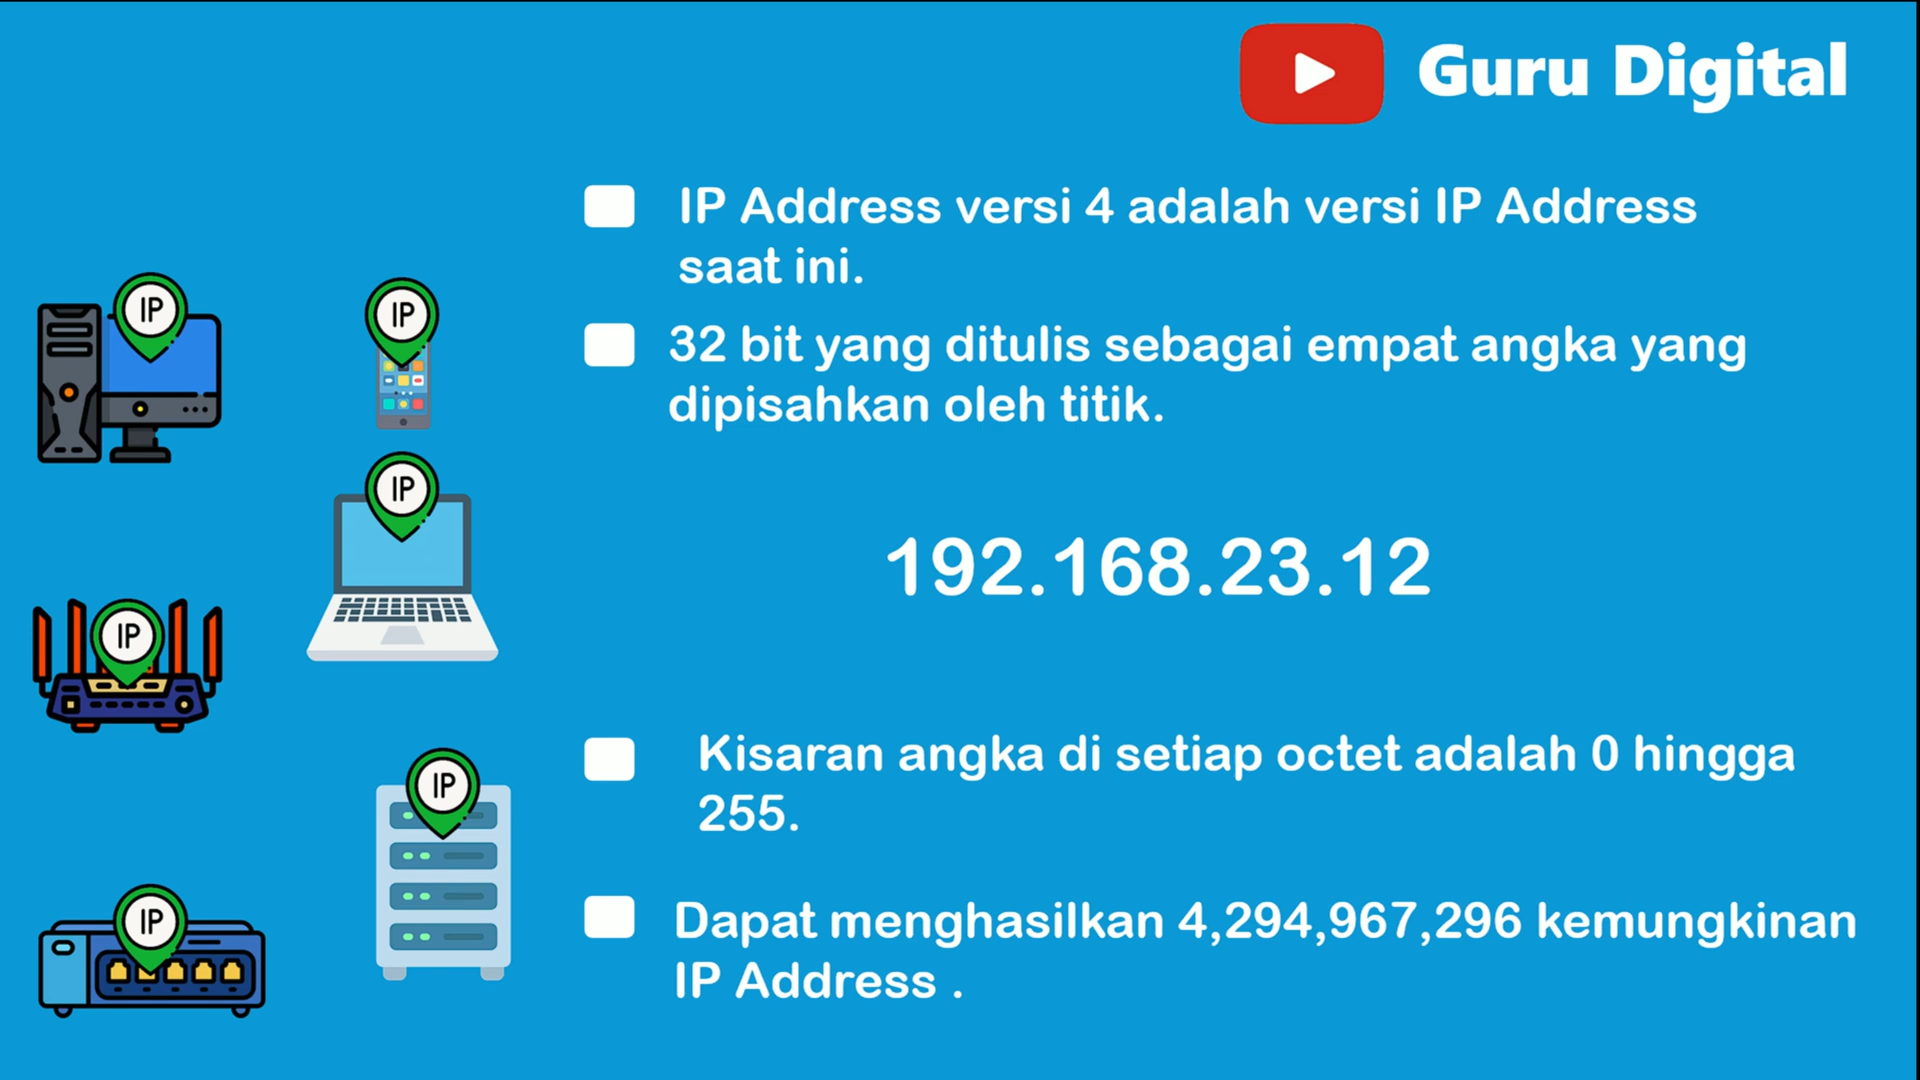 Guru Digital
IP Address versi 4 adalah versi IP Address
saat ini.
32 bit yang ditulis sebagai empat angka yang
dipisahkan oleh titik.
192.168.23.12
Kisaran angka di setiap octet adalah 0 hingga
255.
Dapat menghasilkan 4,294,967,296 kemungkinan
IP Address .
IP
IP
IP
IP
IP
IP